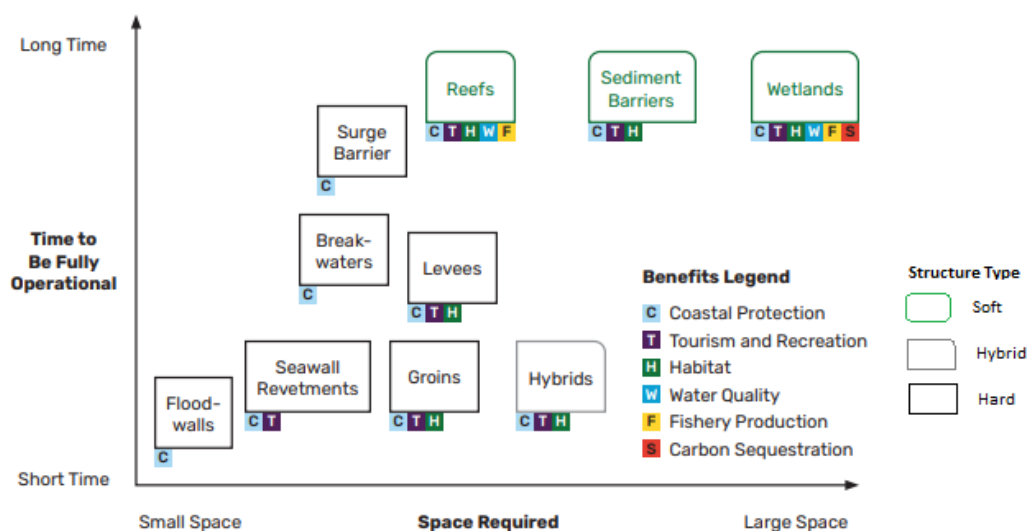 Long Time
Reefs
C T H W F
Sediment
Barriers
C T H
Wetlands
C T H W F S
Surge
Barrier
C
Time to
Be Fully
Operational
Break-
waters
C
Levees
C T H
Seawall
Revetments
C T
Groins
C T H
Hybrids
C T H
Flood-
walls
C
Short Time
Small Space
Space Required
Large Space
Benefits Legend
C Coastal Protection
T Tourism and Recreation
H Habitat
W Water Quality
F Fishery Production
S Carbon Sequestration
Structure Type
Soft
Hybrid
Hard